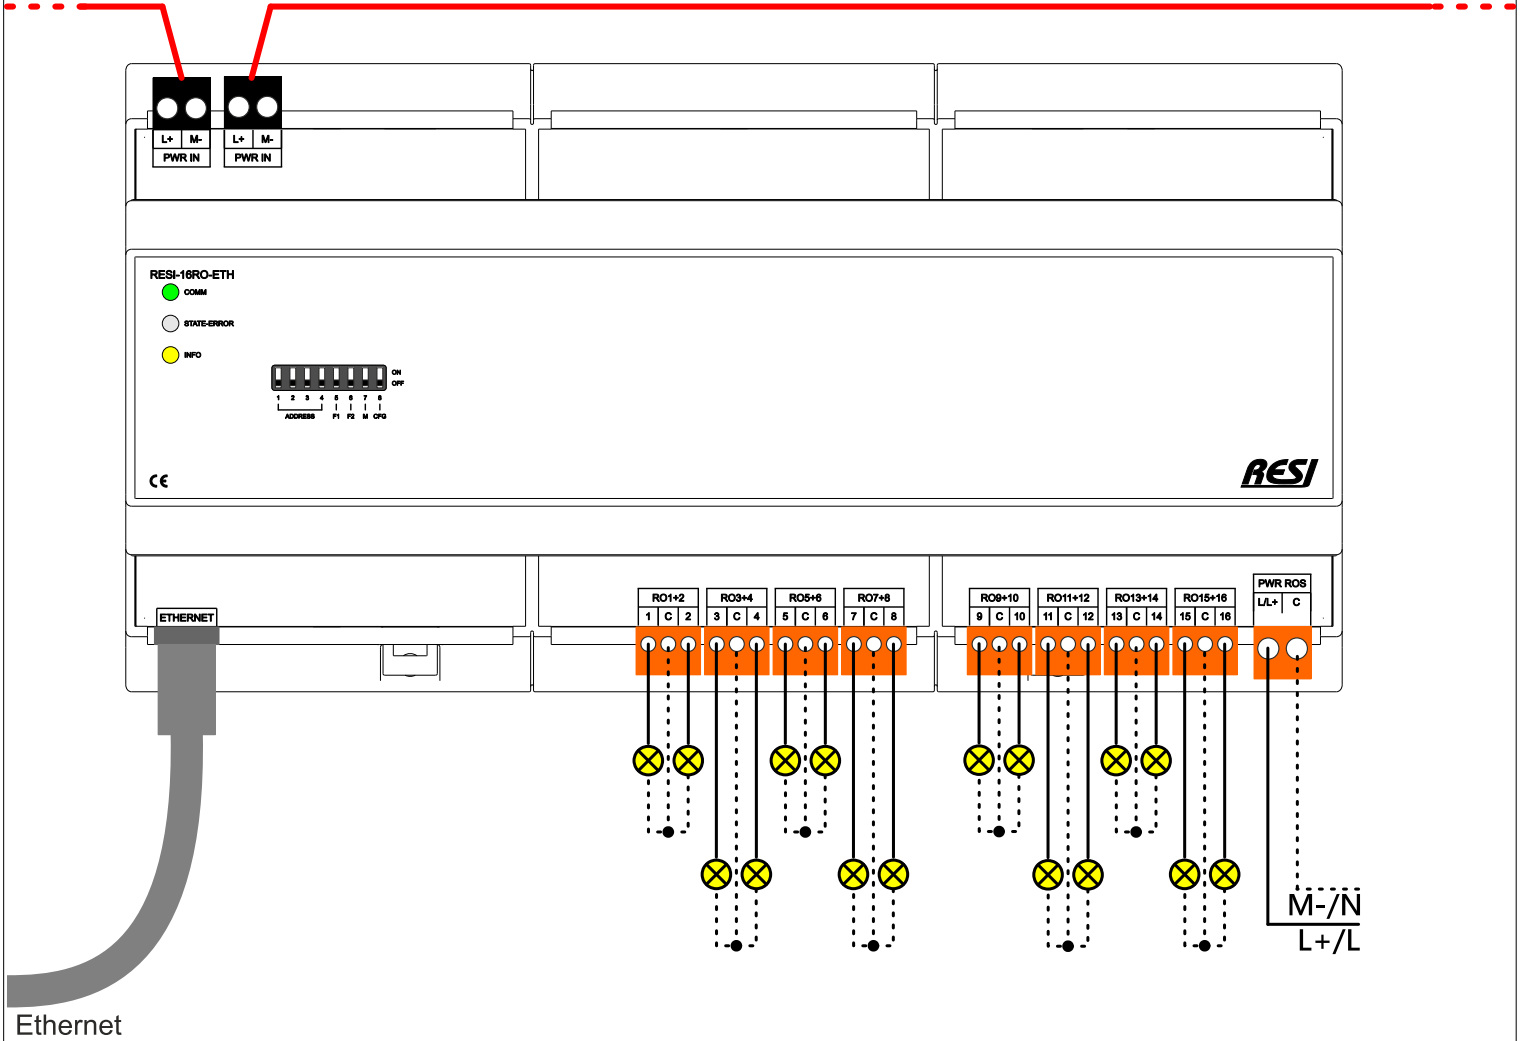 L+ M- L+ M-
PWR IN PWR IN
RESI-16RO-ETH
COMM
STATE-ERROR
INFO
ON
OFF
1 2 3 4 5 6 7 8
ADDRESS F1 F2 M CFG
CE
RESI
PWR ROS
L/L+ C
RO1+2 RO3+4 RO5+6 RO7+8 RO9+10 RO11+12 RO13+14 RO15+16
1 C 2 3 C 4 5 C 6 7 C 8 9 C 10 11 C 12 13 C 14 15 C 16
ETHERNET
M-/N
L+/L
Ethernet